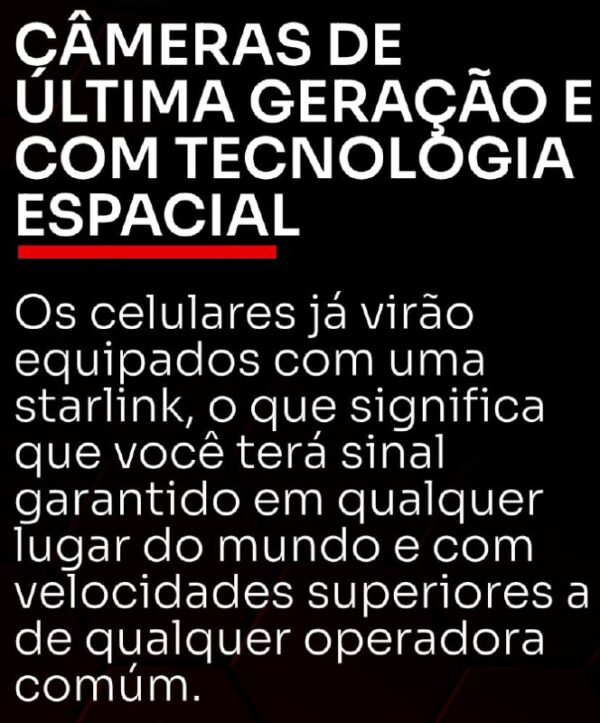 CÂMERAS DE
ÚLTIMA GERAÇÃO E
COM TECNOLOGIA
ESPACIAL
Os celulares já virão
equipados com uma
starlink, o que significa
que você terá sinal
garantido em qualquer
lugar do mundo e com
velocidades superiores a
de qualquer operadora
comúm.